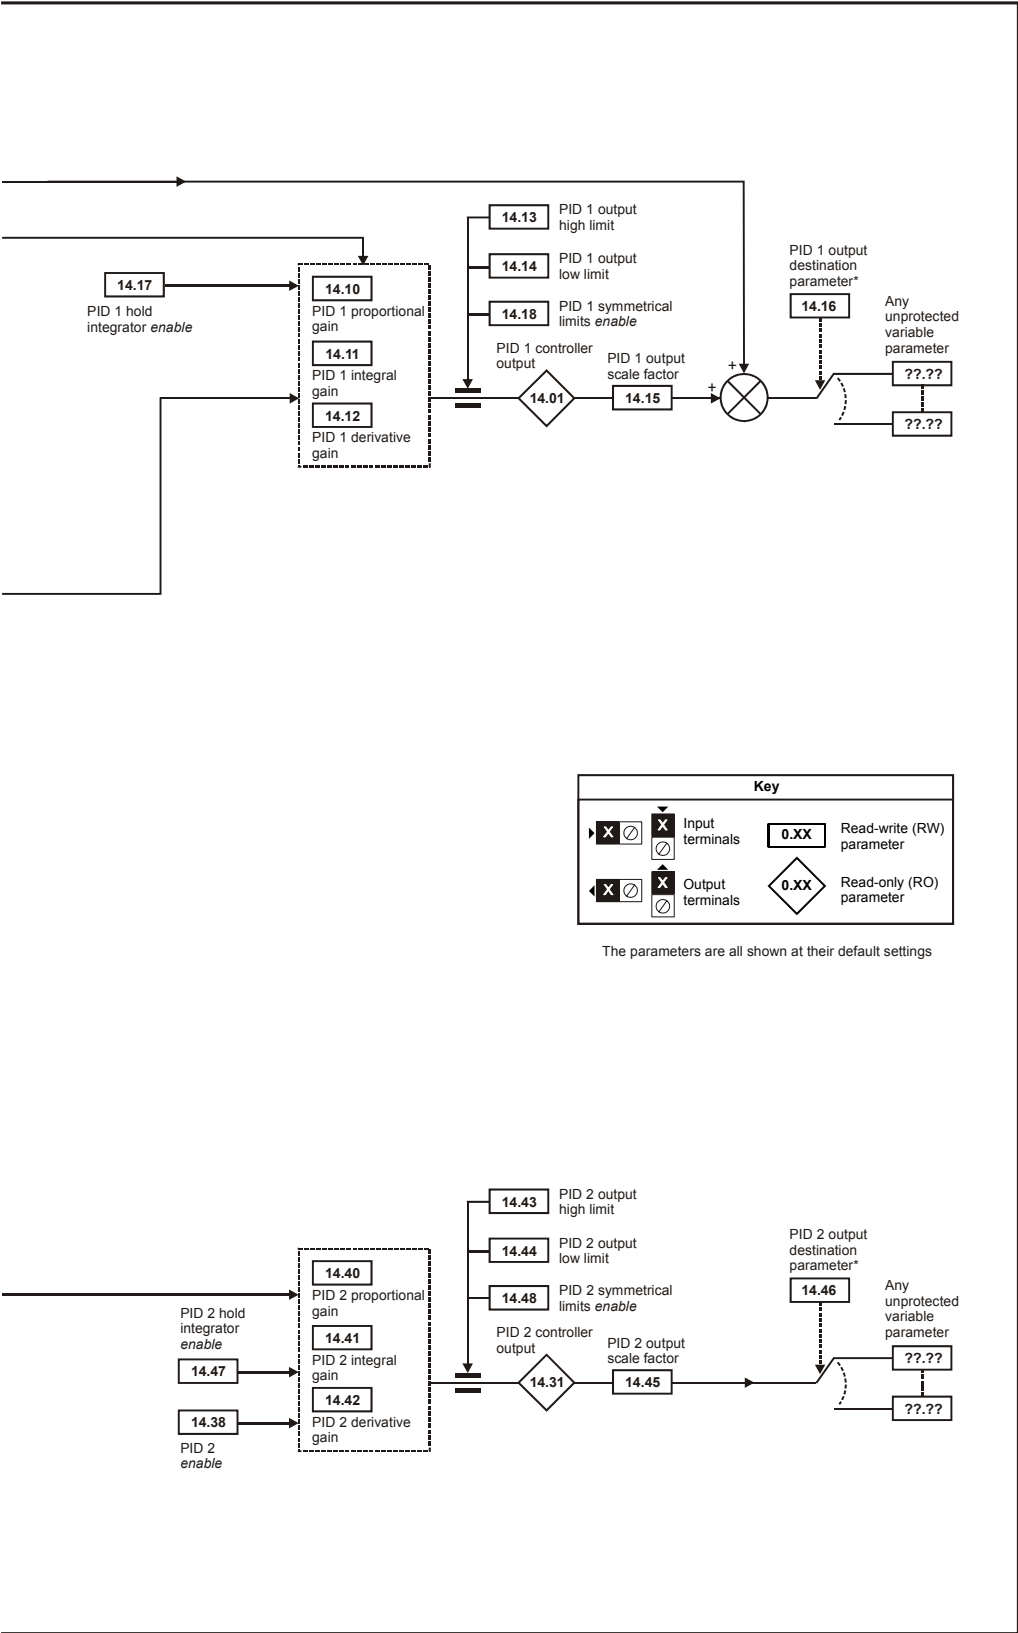 14.13
PID 1 output
high limit
14.14
PID 1 output
low limit
14.18
PID 1 symmetrical
limits enable
14.17
PID 1 hold
integrator enable
14.10
PID 1 proportional
gain
14.11
PID 1 integral
gain
14.12
PID 1 derivative
gain
PID 1 controller
output
14.01
PID 1 output
scale factor
14.15
+
+
PID 1 output
destination
parameter*
14.16
Any
unprotected
variable
parameter
??.??
??.??
Key
X
X
Input
terminals
0.XX
Read-write (RW)
parameter
X
X
Output
terminals
0.XX
Read-only (RO)
parameter
The parameters are all shown at their default settings
14.43
PID 2 output
high limit
14.44
PID 2 output
low limit
14.48
PID 2 symmetrical
limits enable
14.40
PID 2 proportional
gain
14.41
PID 2 integral
gain
14.42
PID 2 derivative
gain
PID 2 hold
integrator
enable
14.47
14.38
PID 2
enable
PID 2 controller
output
14.31
PID 2 output
scale factor
14.45
PID 2 output
destination
parameter*
14.46
Any
unprotected
variable
parameter
??.??
??.??